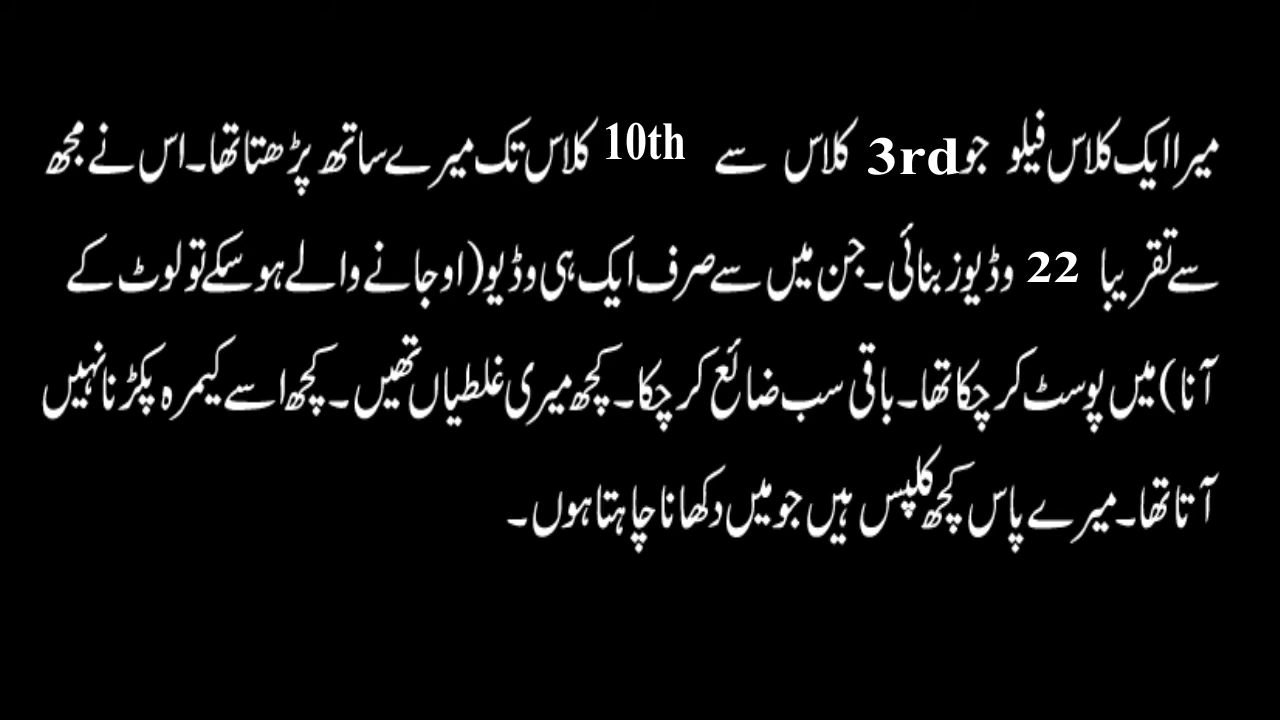 میرا ایک کلاس فیلو جو 3rd کلاس سے 10th کلاس تک میرے ساتھ پڑھتا تھا۔ اس نے مجھ
سے تقریبا 22 وڈیوز بنائی۔ جن میں سے صرف ایک ہی وڈیو (او جانے والے ہو سکے تو لوٹ کے
آنا) میں پوسٹ کر چکا تھا۔ باقی سب ضائع کر چکا۔ کچھ میری غلطیاں تھیں۔ کچھ اسے کیمرہ پکڑنا نہیں
آتا تھا۔ میرے پاس کچھ کلپس ہیں جو میں دکھانا چاہتا ہوں۔